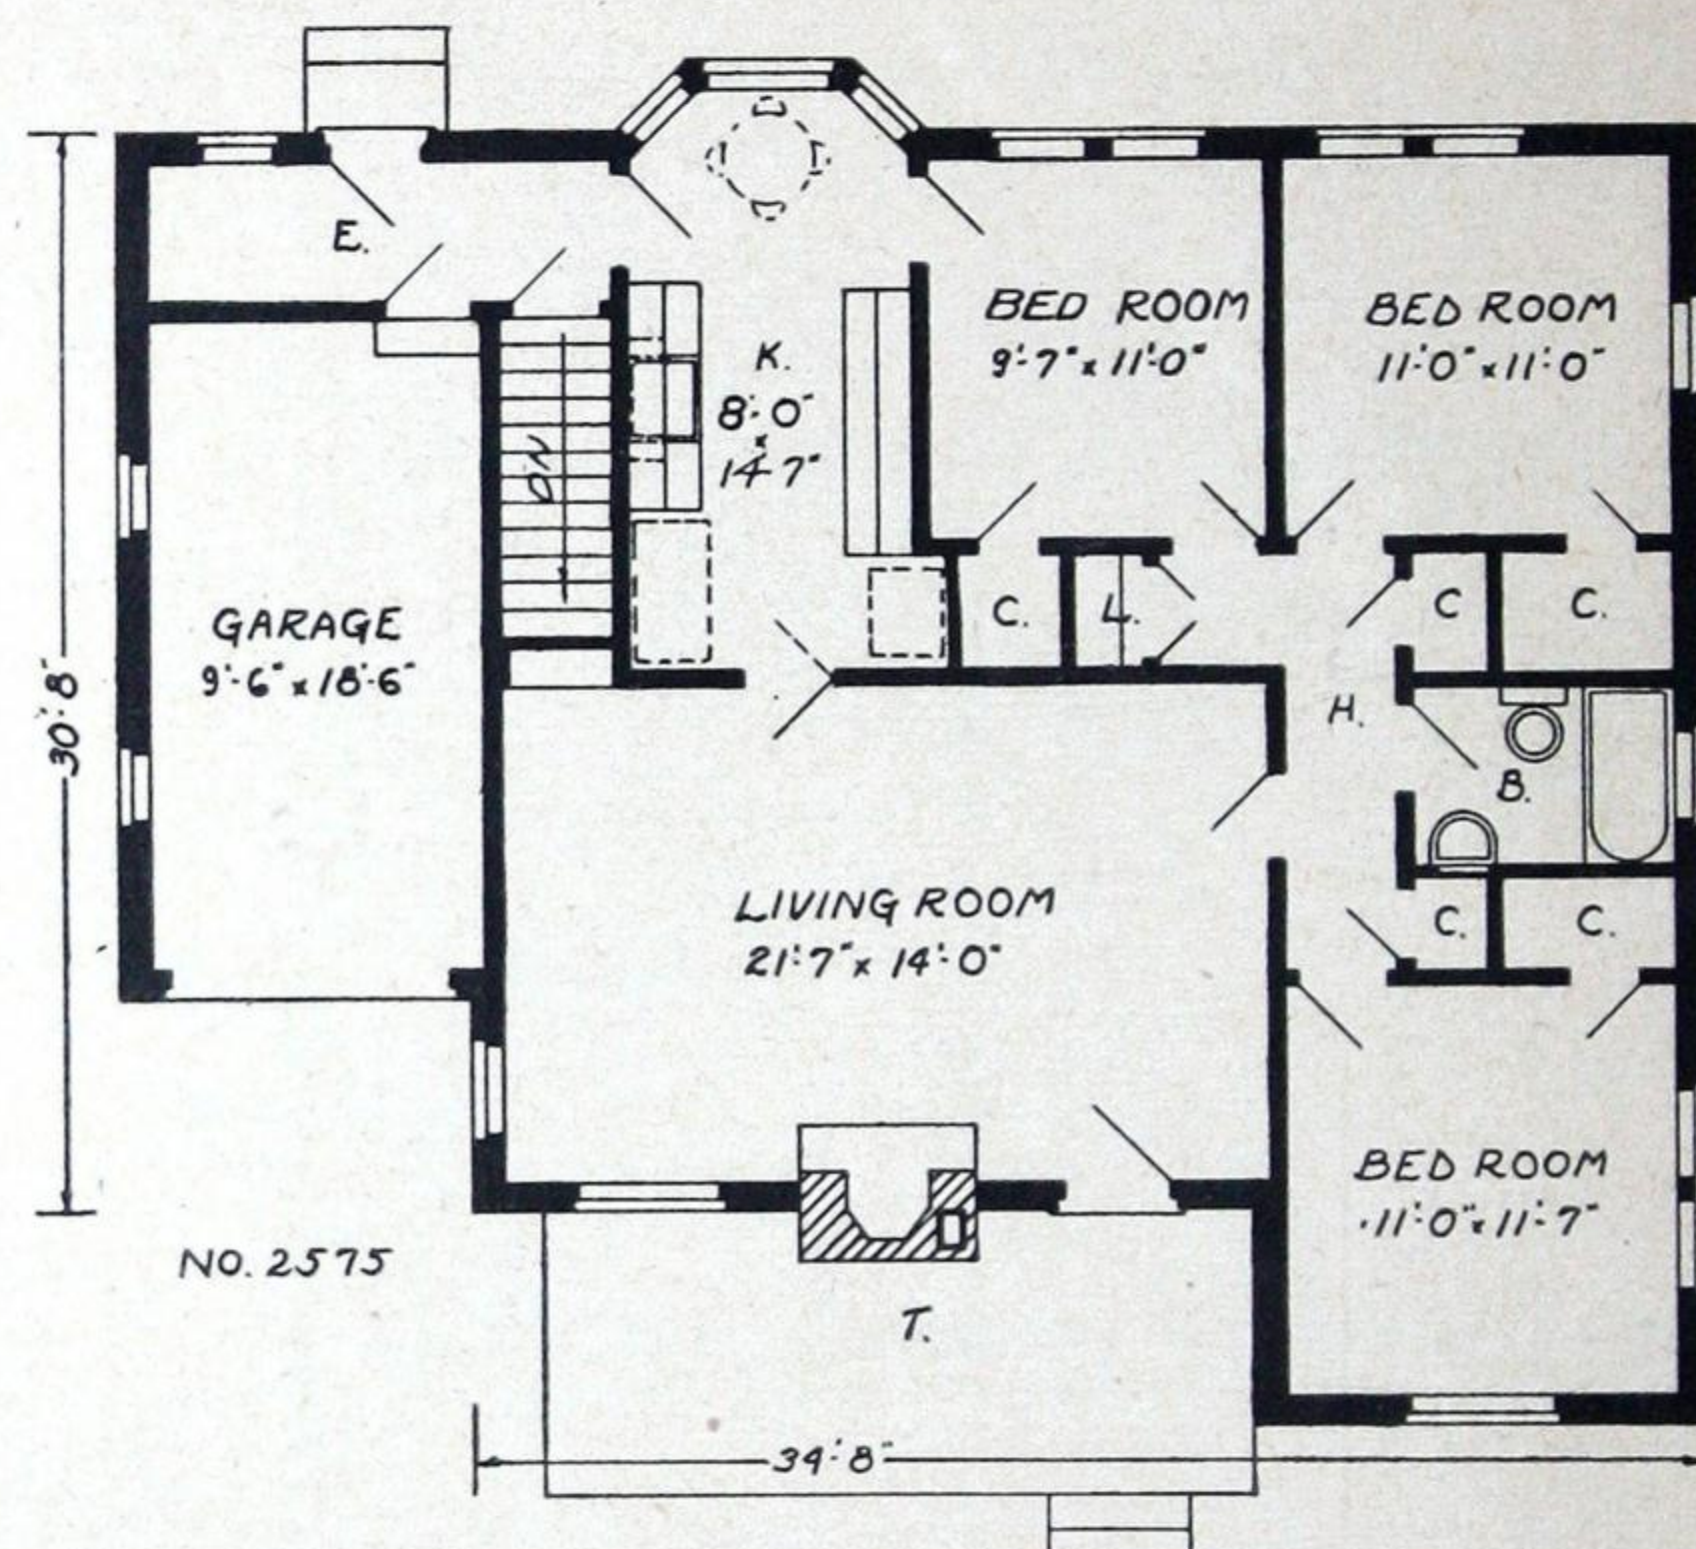 E.
BED ROOM
9'-7" x 11'-0"
BED ROOM
11'-0" x 11'-0"
K.
8'-0"
x
14'-7"
DN
GARAGE
9'-6" x 18'-6"
30'-8"
C.
L.
C
C.
H.
B.
LIVING ROOM
21'-7" x 14'-0"
C.
C.
BED ROOM
11'-0" x 11'-7"
NO. 2575
T.
34'-8"